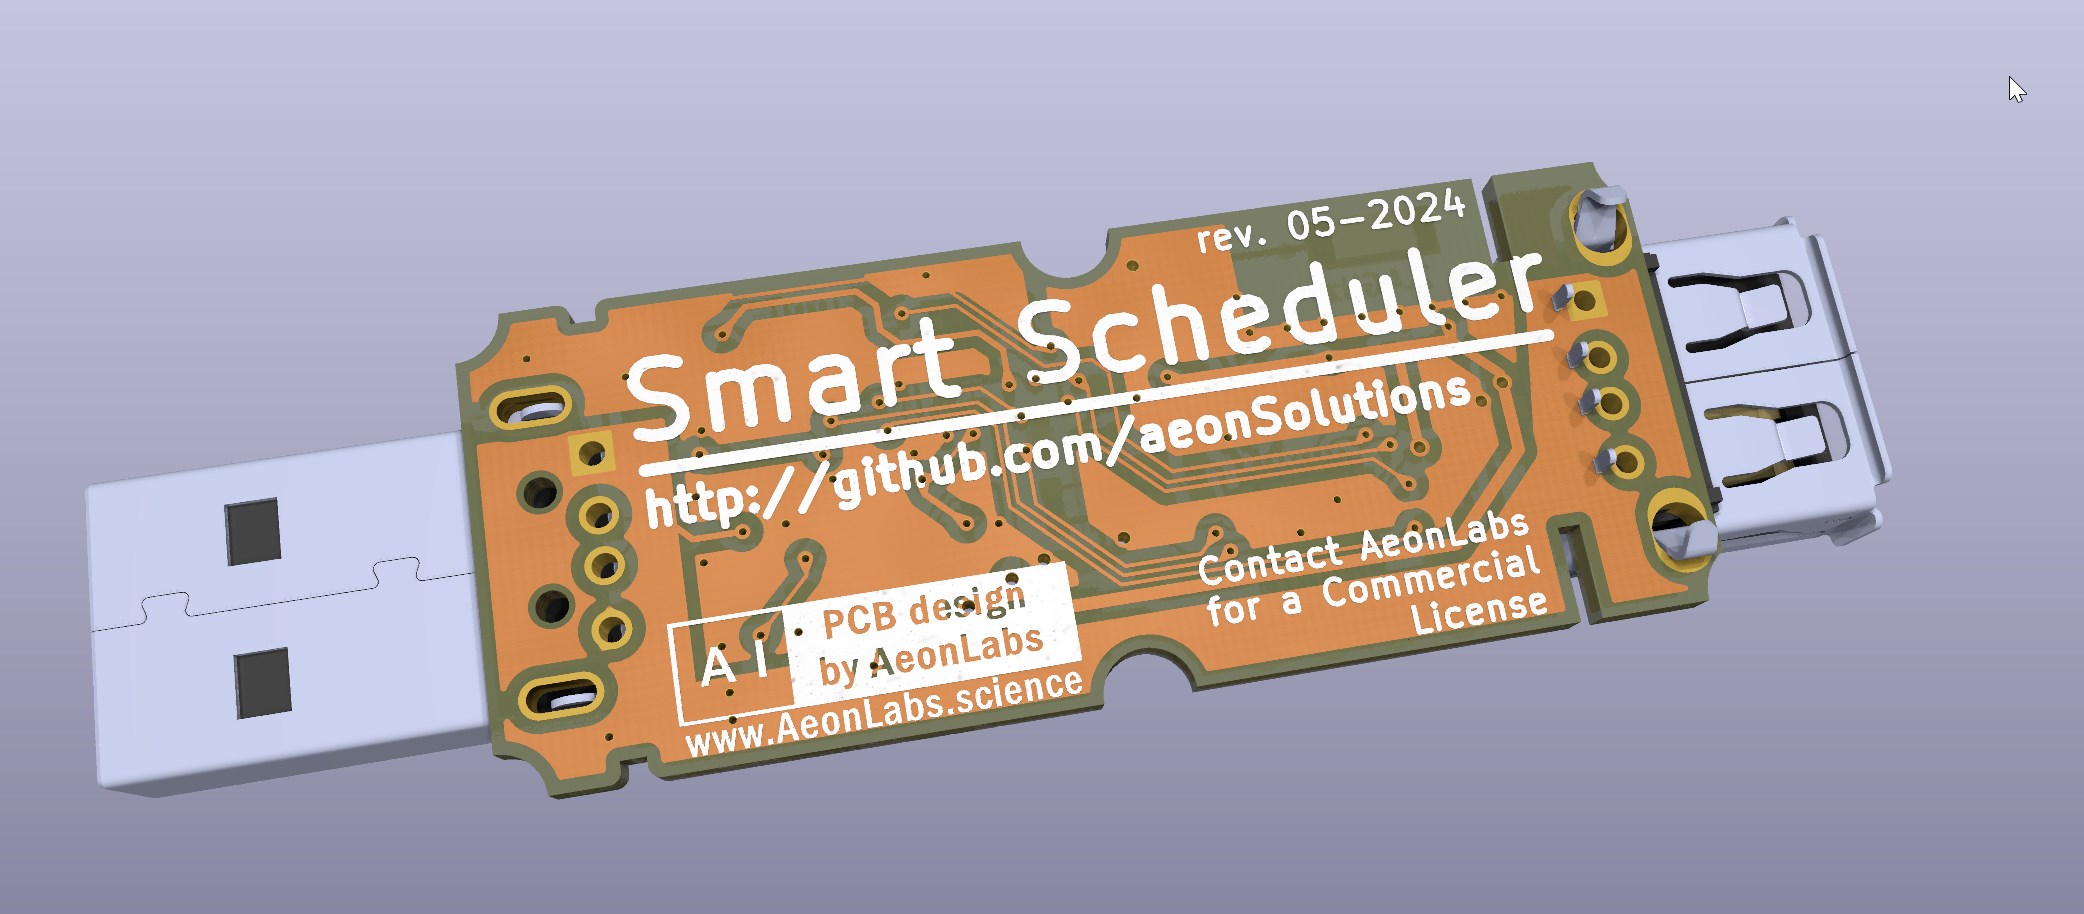 rev. 05-2024
Smart Scheduler
http://github.com/aeonSolutions
Contact AeonLabs
for a Commercial
License
A I
PCB design
by AeonLabs
www.AeonLabs.science